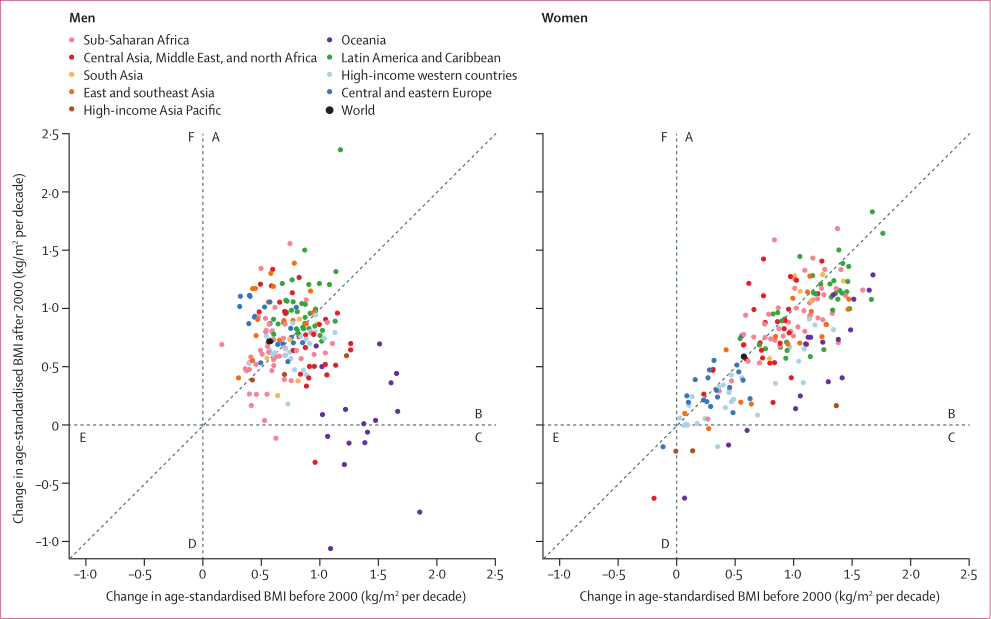 Men
Women
Sub-Saharan Africa
Central Asia, Middle East, and north Africa
South Asia
East and southeast Asia
High-income Asia Pacific
Oceania
Latin America and Caribbean
High-income western countries
Central and eastern Europe
World
Change in age-standardised BMI after 2000 (kg/m² per decade)
2·5
2·0
1·5
1·0
0·5
0
–0·5
–1·0
F A
B
C
E
D
–1·0 –0·5 0 0·5 1·0 1·5 2·0 2·5
Change in age-standardised BMI before 2000 (kg/m² per decade)
F A
B
C
E
D
–1·0 –0·5 0 0·5 1·0 1·5 2·0 2·5
Change in age-standardised BMI before 2000 (kg/m² per decade)